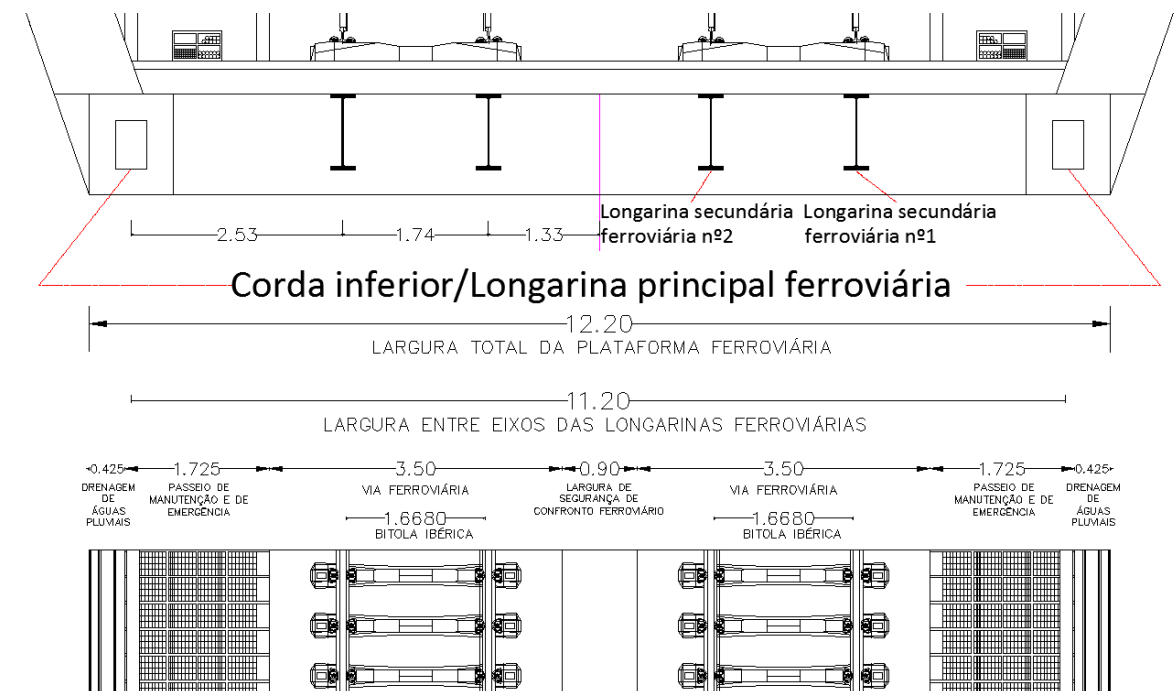 Longarina secundária
ferroviária nº2
Longarina secundária
ferroviária nº1
2.53
1.74
1.33
Corda inferior/Longarina principal ferroviária
12.20
LARGURA TOTAL DA PLATAFORMA FERROVIÁRIA
11.20
LARGURA ENTRE EIXOS DAS LONGARINAS FERROVIÁRIAS
0.425
DRENAGEM
DE
ÁGUAS
PLUVIAIS
1.725
PASSEIO DE
MANUTENÇÃO E DE
EMERGÊNCIA
3.50
VIA FERROVIÁRIA
1.6680
BITOLA IBÉRICA
0.90
LARGURA DE
SEGURANÇA DE
CONFRONTO FERROVIÁRIO
3.50
VIA FERROVIÁRIA
1.6680
BITOLA IBÉRICA
1.725
PASSEIO DE
MANUTENÇÃO E DE
EMERGÊNCIA
0.425
DRENAGEM
DE
ÁGUAS
PLUVIAIS